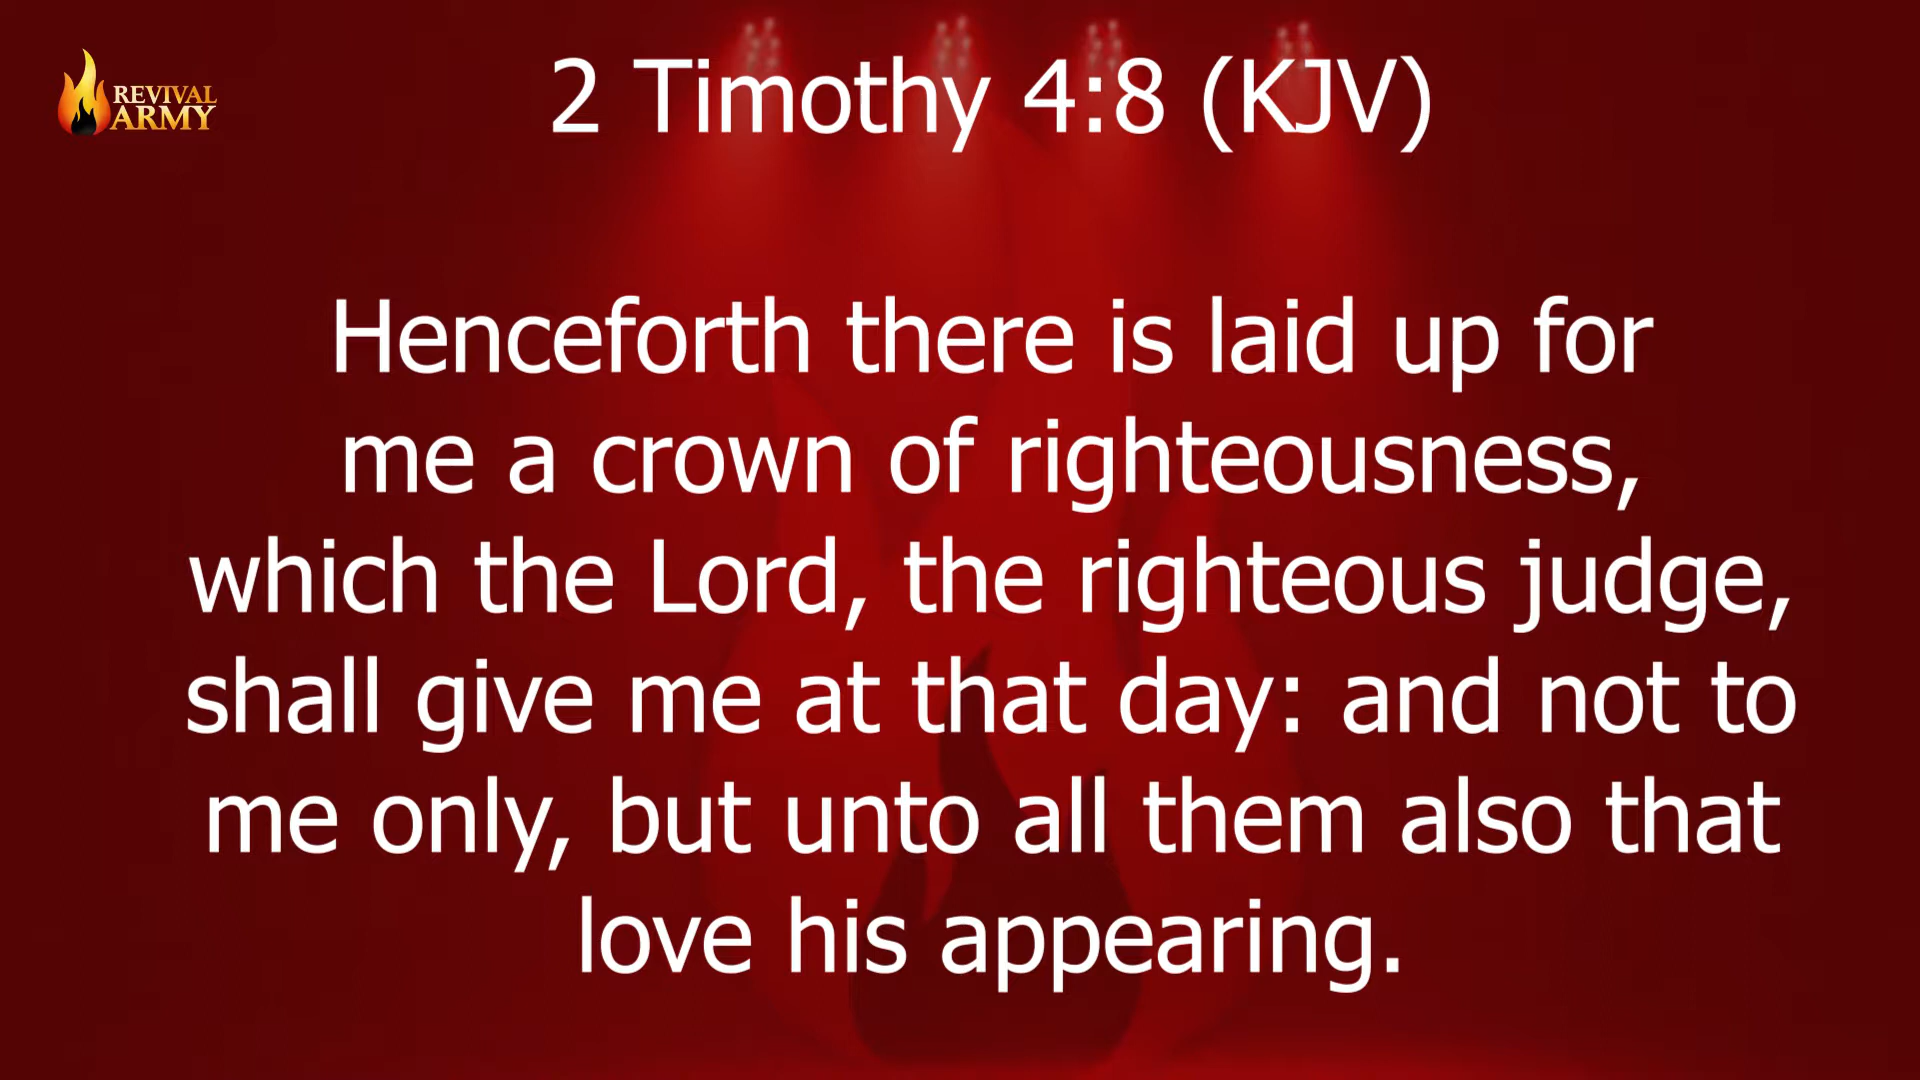 REVIVAL
ARMY
2 Timothy 4:8 (KJV)
Henceforth there is laid up for
me a crown of righteousness,
which the Lord, the righteous judge,
shall give me at that day: and not to
me only, but unto all them also that
love his appearing.